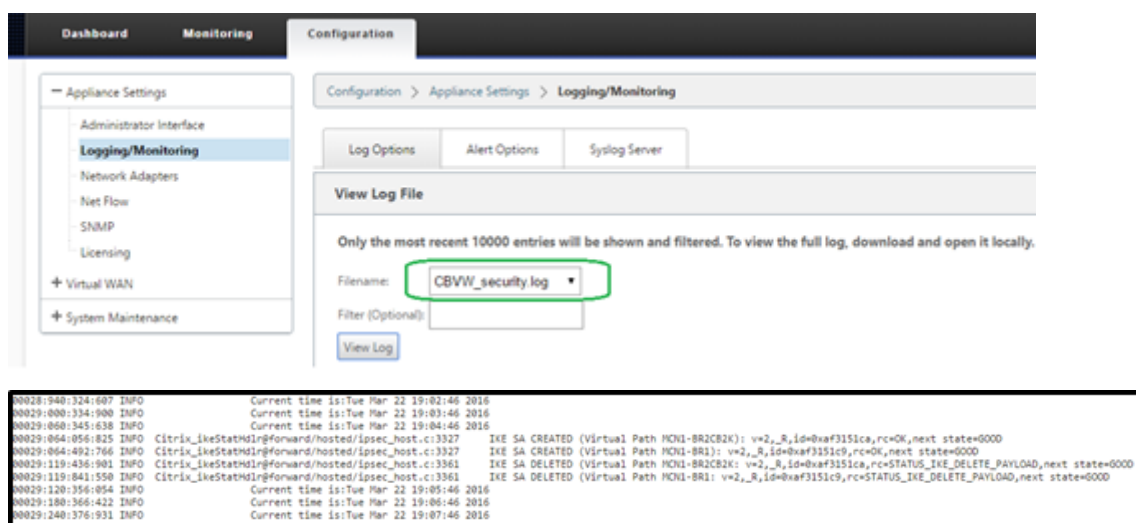 Dashboard Monitoring Configuration
− Appliance Settings
Administrator Interface
Logging/Monitoring
Network Adapters
Net Flow
SNMP
Licensing
+ Virtual WAN
+ System Maintenance
Configuration > Appliance Settings > Logging/Monitoring
Log Options Alert Options Syslog Server
View Log File
Only the most recent 10000 entries will be shown and filtered. To view the full log, download and open it locally.
Filename: CBVW_security.log
Filter (Optional):
View Log
00028:940:324:607 INFO Current time is:Tue Mar 22 19:02:46 2016
00029:000:334:900 INFO Current time is:Tue Mar 22 19:03:46 2016
00029:060:345:638 INFO Current time is:Tue Mar 22 19:04:46 2016
00029:064:056:825 INFO Citrix_ikeStatHdlr@forward/hosted/ipsec_host.c:3327 IKE SA CREATED (Virtual Path MCN1-BR2CB2K): v=2,_R,id=0xaf3151ca,rc=OK,next state=GOOD
00029:064:492:766 INFO Citrix_ikeStatHdlr@forward/hosted/ipsec_host.c:3327 IKE SA CREATED (Virtual Path MCN1-BR1): v=2,_R,id=0xaf3151c9,rc=OK,next state=GOOD
00029:119:436:901 INFO Citrix_ikeStatHdlr@forward/hosted/ipsec_host.c:3361 IKE SA DELETED (Virtual Path MCN1-BR2CB2K: v=2,_R,id=0xaf3151ca,rc=STATUS_IKE_DELETE_PAYLOAD,next state=GOOD
00029:119:841:550 INFO Citrix_ikeStatHdlr@forward/hosted/ipsec_host.c:3361 IKE SA DELETED (Virtual Path MCN1-BR1: v=2,_R,id=0xaf3151c9,rc=STATUS_IKE_DELETE_PAYLOAD,next state=GOOD
00029:120:356:054 INFO Current time is:Tue Mar 22 19:05:46 2016
00029:180:366:422 INFO Current time is:Tue Mar 22 19:06:46 2016
00029:240:376:931 INFO Current time is:Tue Mar 22 19:07:46 2016